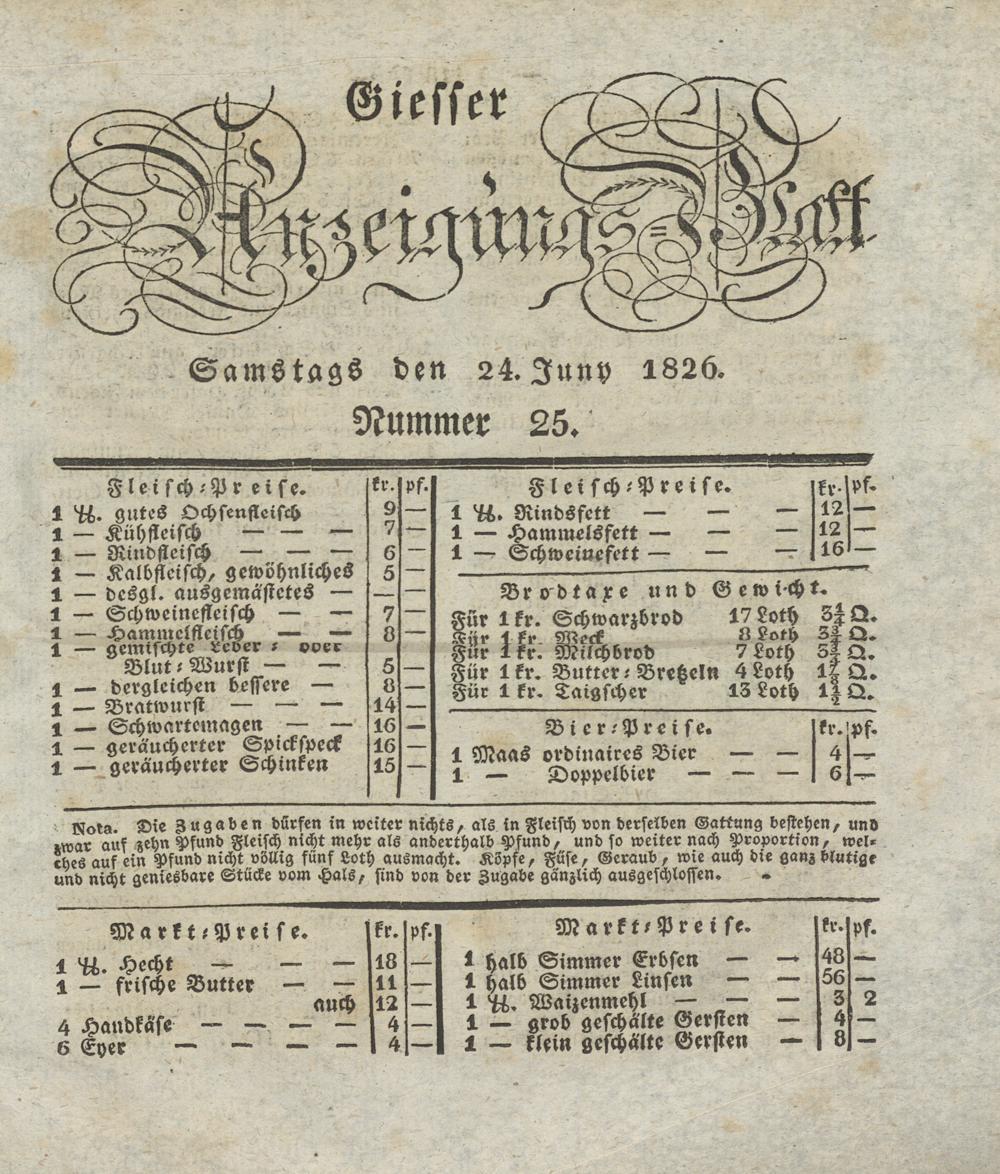 Giesser
Anzeigungs=Blatt
Samstags den 24. Juny 1826.
Nummer 25.
Fleisch-Preise. kr. pf.
1 ℔. gutes Ochsenfleisch 9 —
1 — Kühfleisch — — — 7 —
1 — Rindfleisch — — — 6 —
1 — Kalbfleisch, gewöhnliches 5 —
1 — desgl. ausgemästetes — — —
1 — Schweinefleisch — — 7 —
1 — Hammelfleisch — — 8 —
1 — gemischte Leber- oder
Blut-Wurst — — 5 —
1 — dergleichen bessere — 8 —
1 — Bratwurst — — — 14 —
1 — Schwartemagen — — 16 —
1 — geräucherter Spickspeck 16 —
1 — geräucherter Schinken 15 —
Fleisch-Preise. kr. pf.
1 ℔. Rindsfett — — — 12 —
1 — Hammelsfett — — — 12 —
1 — Schweinefett — — — 16 —
Brodtaxe und Gewicht.
Für 1 kr. Schwarzbrod 17 Loth 3¼ Q.
Für 1 kr. Weck 8 Loth 3¾ Q.
Für 1 kr. Milchbrod 7 Loth Q.
Für 1 kr. Butter-Bretzeln 4 Loth Q.
Für 1 kr. Taigscher 13 Loth 1½ Q.
Bier-Preise. kr. pf.
1 Maas ordinaires Bier — — 4 —
1 — Doppelbier — — — 6 —
Nota. Die Zugaben dürfen in weiter nichts, als in Fleisch von derselben Gattung bestehen, und
zwar auf zehn Pfund Fleisch nicht mehr als anderthalb Pfund, und so weiter nach Proportion, wel-
ches auf ein Pfund nicht völlig fünf Loth ausmacht. Köpfe, Füse, Geraub, wie auch die ganz blutige
und nicht geniesbare Stücke vom Hals, sind von der Zugabe gänzlich ausgeschlossen.
Markt-Preise. kr. pf.
1 ℔. Hecht — — — 18 —
1 — frische Butter — — 11 —
auch 12 —
4 Handkäse — — — — 4 —
6 Eyer — — — — 4 —
Markt-Preise. kr. pf.
1 halb Simmer Erbsen — — 48 —
1 halb Simmer Linsen — — 56 —
1 ℔. Waizenmehl — — — 3 2
1 — grob geschälte Gersten — 4 —
1 — klein geschälte Gersten — 8 —